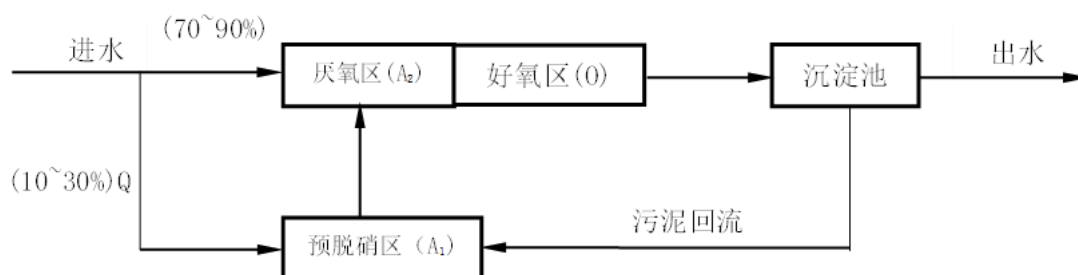 进水
(70~90%)
厌氧区(A₂)
好氧区(O)
沉淀池
出水
(10~30%)Q
污泥回流
预脱硝区（A₁）